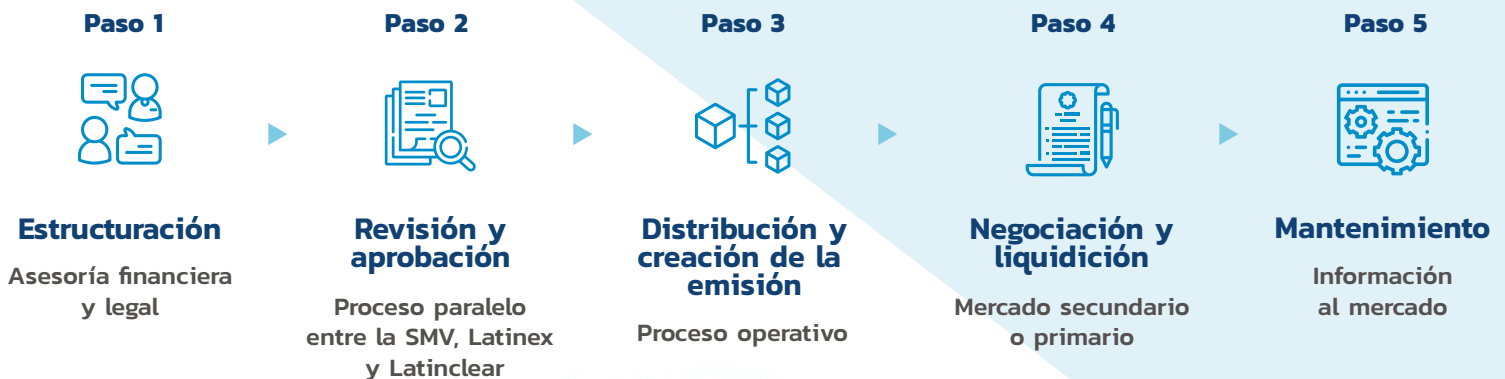 Paso 1
Paso 2
Paso 3
Paso 4
Paso 5
Estructuración
Asesoría financiera
y legal
Revisión y
aprobación
Proceso paralelo
entre la SMV, Latinex
y Latinclear
Distribución y
creación de la
emisión
Proceso operativo
Negociación y
liquidición
Mercado secundario
o primario
Mantenimiento
Información
al mercado